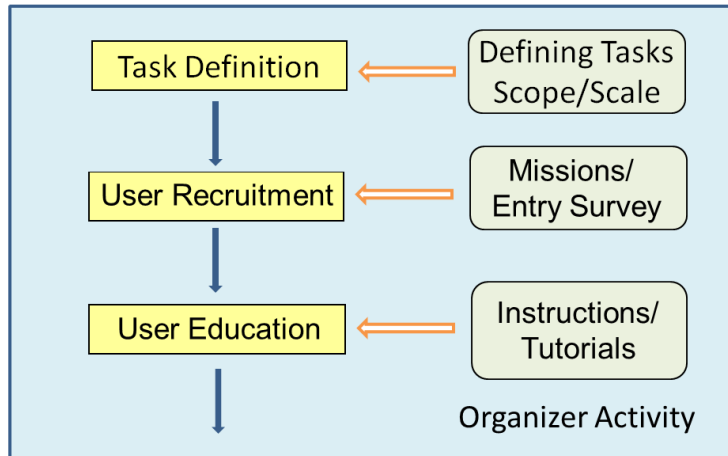 Task Definition
Defining Tasks
Scope/Scale
User Recruitment
Missions/
Entry Survey
User Education
Instructions/
Tutorials
Organizer Activity